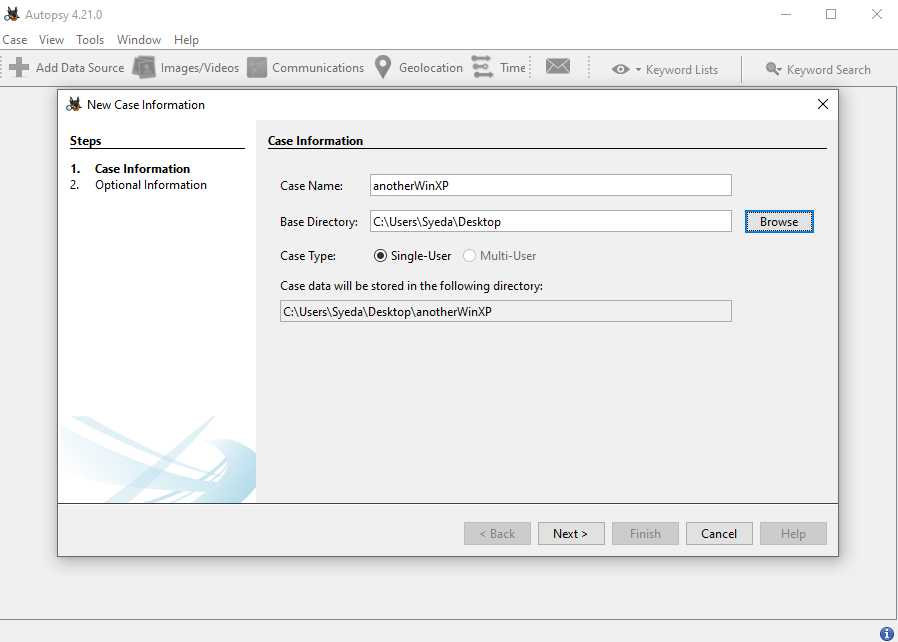 Autopsy 4.21.0
Case View Tools Window Help
Add Data Source Images/Videos Communications Geolocation Time Keyword Lists Keyword Search
New Case Information
Steps
1. Case Information
2. Optional Information
Case Information
Case Name: anotherWinXP
Base Directory: C:\Users\Syeda\Desktop Browse
Case Type: Single-User Multi-User
Case data will be stored in the following directory:
C:\Users\Syeda\Desktop\anotherWinXP
< Back Next > Finish Cancel Help